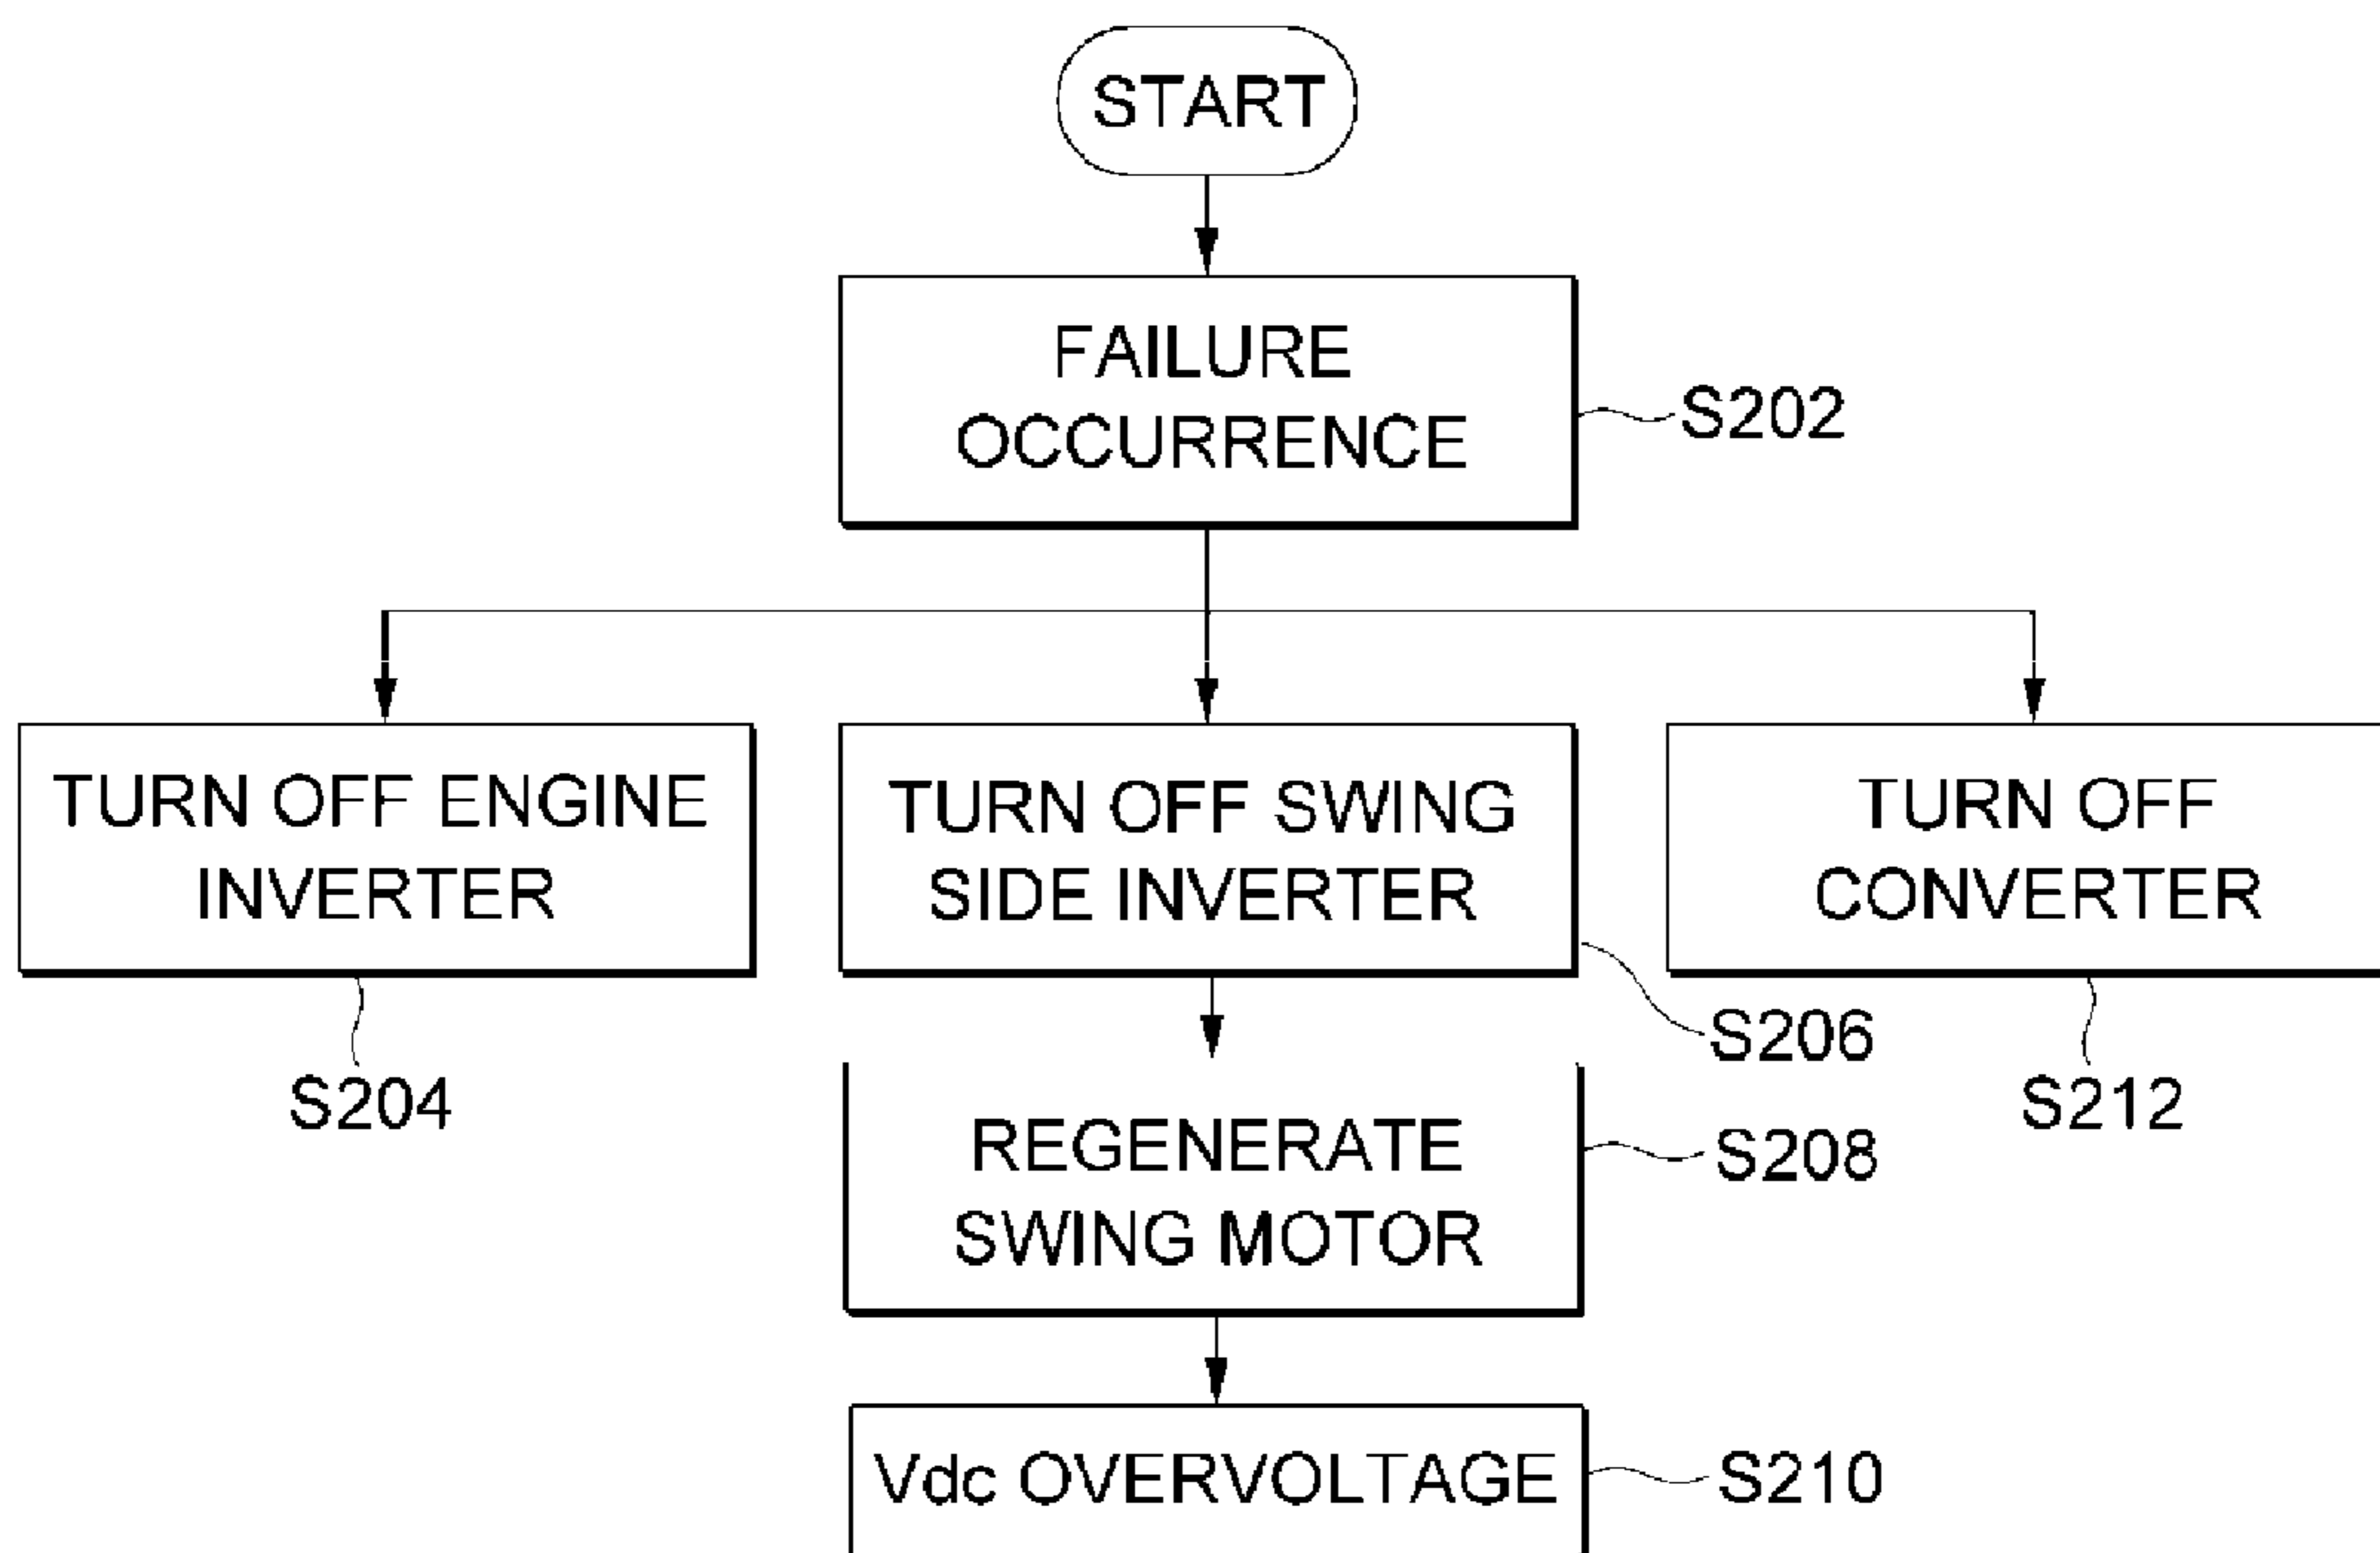 START
FAILURE
OCCURRENCE
S202
TURN OFF ENGINE
INVERTER
S204
TURN OFF SWING
SIDE INVERTER
S206
TURN OFF
CONVERTER
S212
REGENERATE
SWING MOTOR
S208
Vdc OVERVOLTAGE
S210